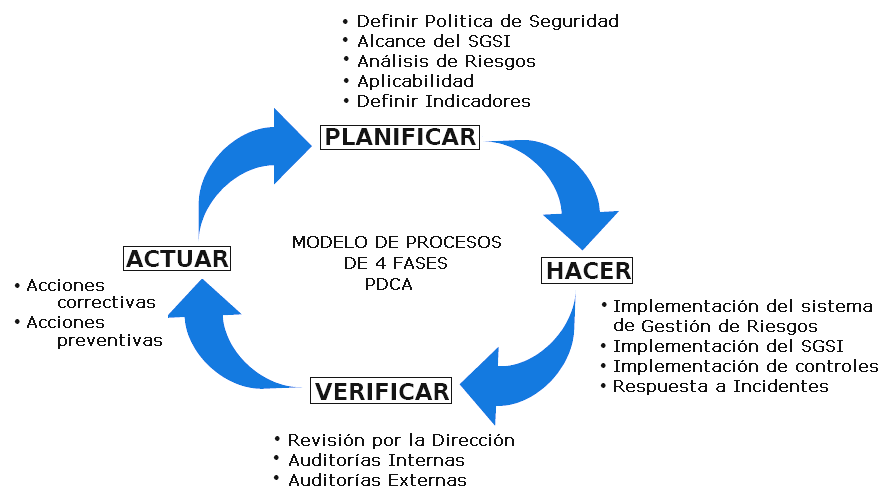 • Definir Politica de Seguridad
• Alcance del SGSI
• Análisis de Riesgos
• Aplicabilidad
• Definir Indicadores
PLANIFICAR
MODELO DE PROCESOS
DE 4 FASES
PDCA
HACER
• Implementación del sistema
de Gestión de Riesgos
• Implementación del SGSI
• Implementación de controles
• Respuesta a Incidentes
VERIFICAR
• Revisión por la Dirección
• Auditorías Internas
• Auditorías Externas
ACTUAR
• Acciones
correctivas
• Acciones
preventivas